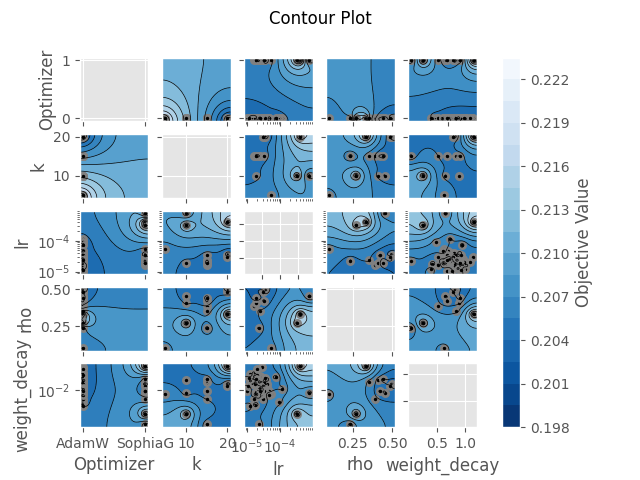 Contour Plot
Optimizer
1
0
k
20
10
lr
10⁻⁴
10⁻⁵
rho
0.50
0.25
weight_decay
10⁻²
AdamW SophiaG
Optimizer
10 20
k
10⁻⁵ 10⁻⁴
lr
0.25 0.50
rho
0.5 1.0
weight_decay
0.222
0.219
0.216
0.213
0.210
0.207
0.204
0.201
0.198
Objective Value